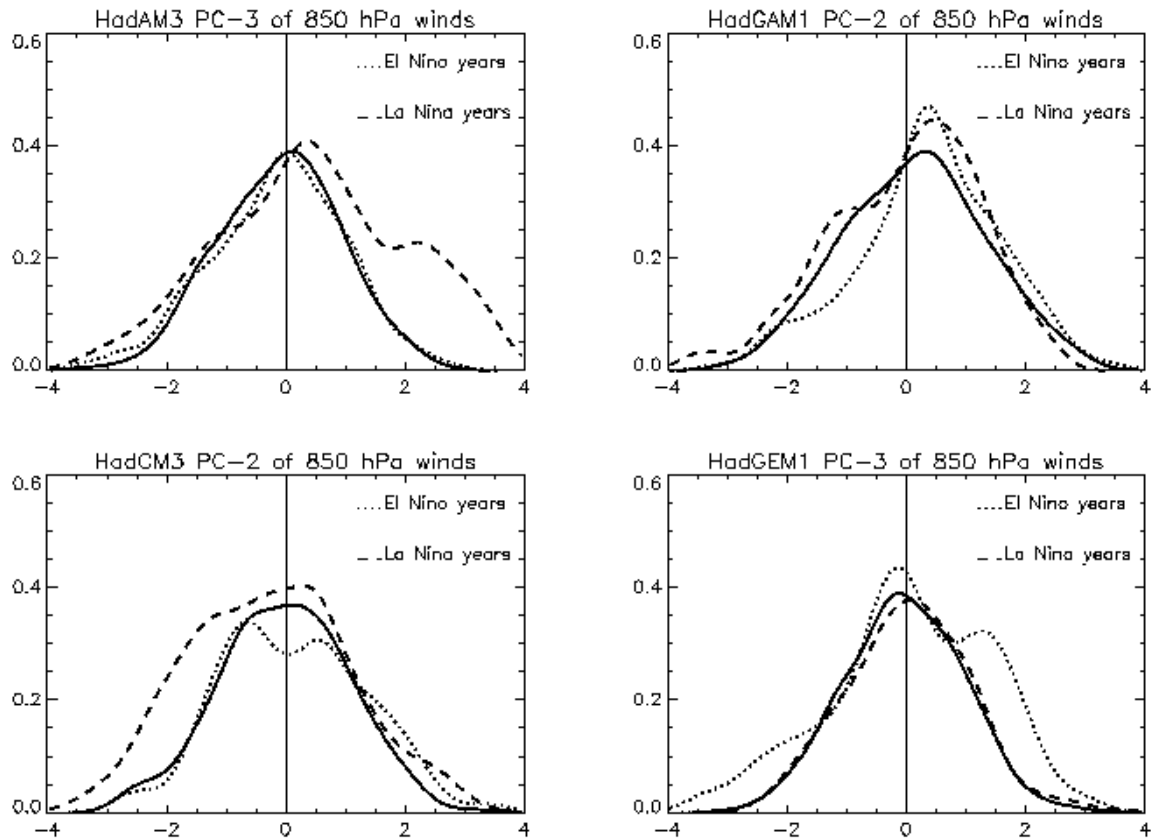 HadAM3 PC-3 of 850 hPa winds
0.6
El Nino years
La Nina years
0.4
0.2
0.0
-4 -2 0 2 4
HadGAM1 PC-2 of 850 hPa winds
0.6
El Nino years
La Nina years
0.4
0.2
0.0
-4 -2 0 2 4
HadCM3 PC-2 of 850 hPa winds
0.6
El Nino years
La Nina years
0.4
0.2
0.0
-4 -2 0 2 4
HadGEM1 PC-3 of 850 hPa winds
0.6
El Nino years
La Nina years
0.4
0.2
0.0
-4 -2 0 2 4